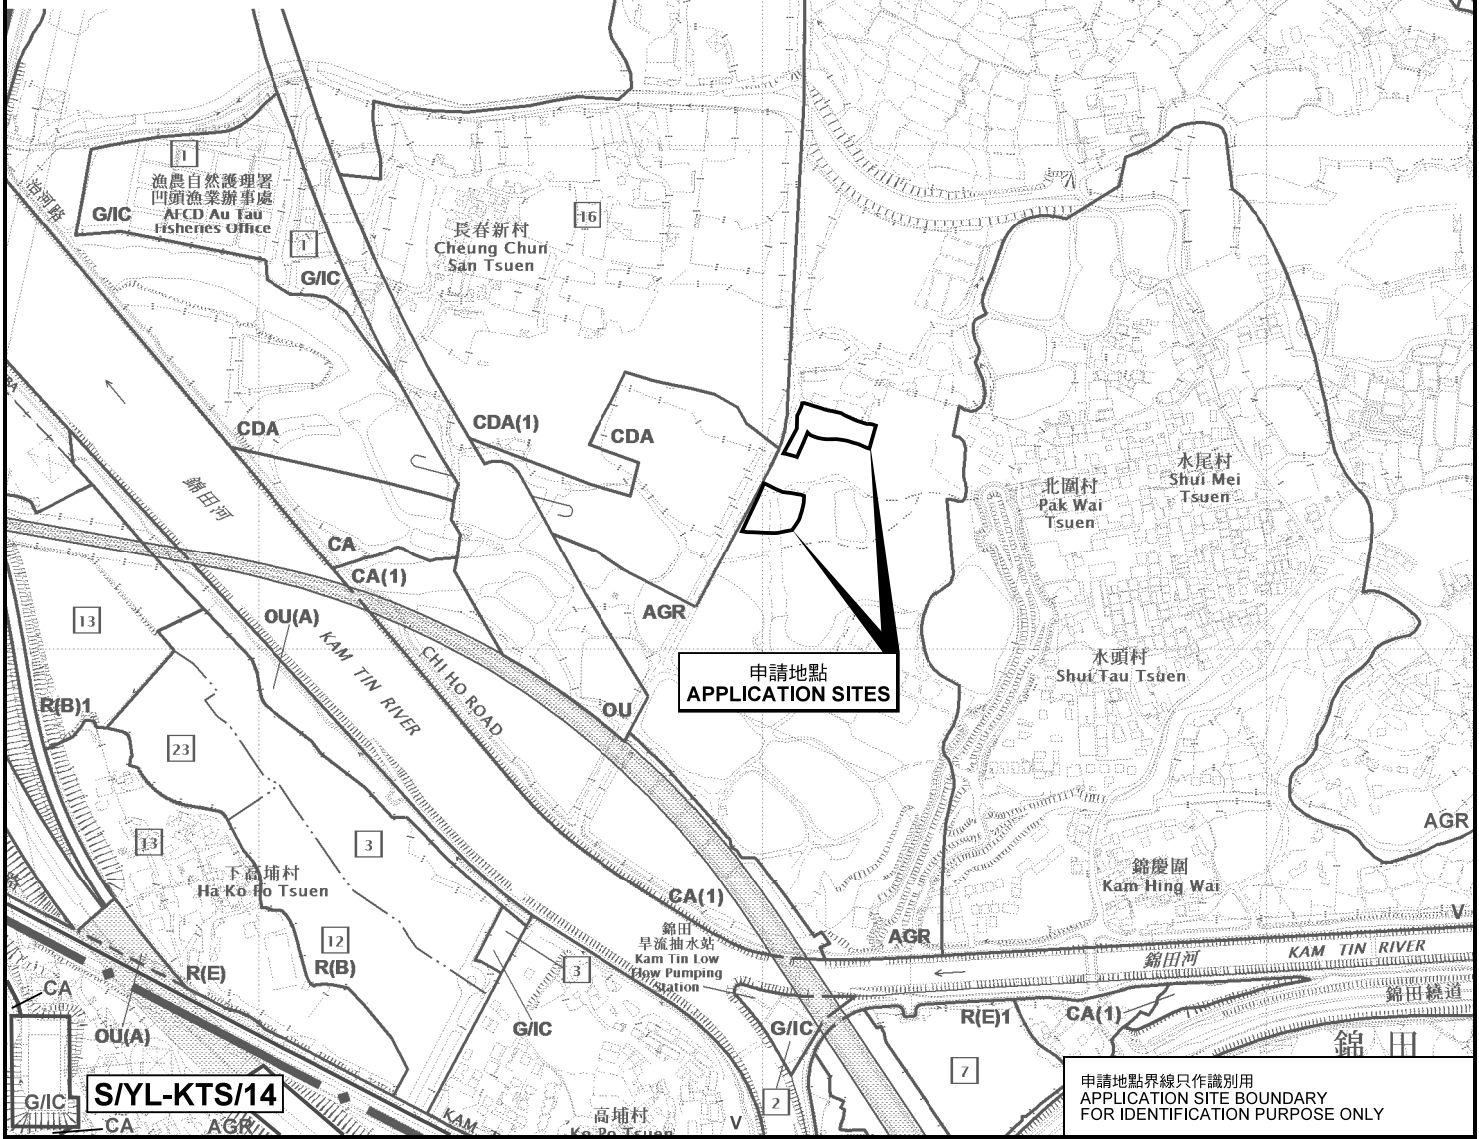 1
漁農自然護理署
凹頭漁業辦事處
AFCD Au Tau
Fisheries Office
G/IC
1
G/IC
治河路
16
長春新村
Cheung Chun
San Tsuen
CDA
CDA(1)
CDA
錦田河
CA
CA(1)
AGR
北圍村
Pak Wai
Tsuen
水尾村
Shui Mei
Tsuen
13
OU(A)
KAM TIN RIVER
CHI HO ROAD
OU
申請地點
APPLICATION SITES
水頭村
Shui Tau Tsuen
R(B)1
23
13
3
下高埔村
Ha Ko Po Tsuen
AGR
錦慶圍
Kam Hing Wai
CA(1)
錦田
旱流抽水站
Kam Tin Low
Flow Pumping
Station
AGR
V
錦田河
KAM TIN RIVER
12
R(B)
3
R(E)
CA
OU(A)
G/IC
G/IC
R(E)1
CA(1)
錦田繞道
錦田
7
2
V
S/YL-KTS/14
G/IC
CA
AGR
KAM T
高埔村
Ko Po Tsuen
申請地點界線只作識別用
APPLICATION SITE BOUNDARY
FOR IDENTIFICATION PURPOSE ONLY